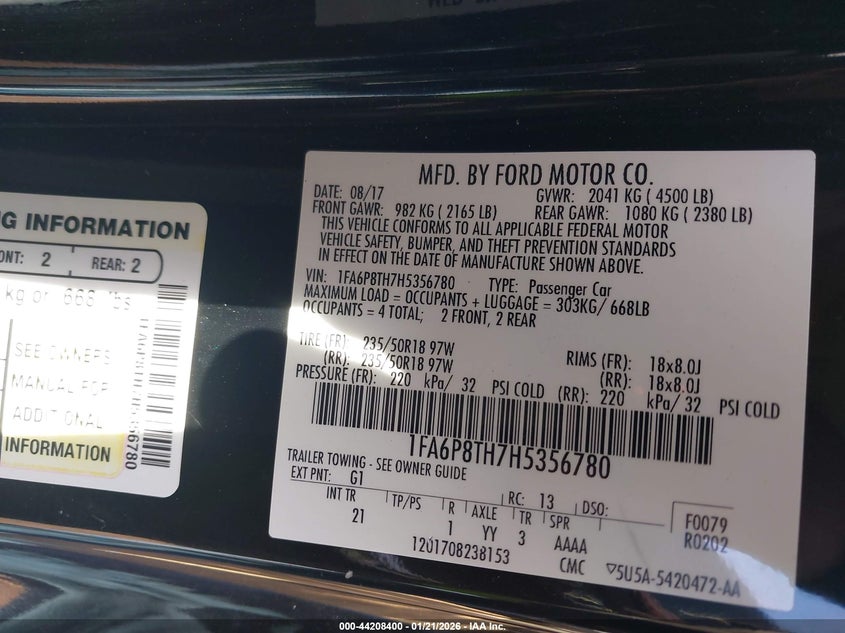 MFD. BY FORD MOTOR CO.
DATE: 08/17 GVWR: 2041 KG ( 4500 LB)
FRONT GAWR: 982 KG ( 2165 LB) REAR GAWR: 1080 KG ( 2380 LB)
THIS VEHICLE CONFORMS TO ALL APPLICABLE FEDERAL MOTOR
VEHICLE SAFETY, BUMPER, AND THEFT PREVENTION STANDARDS
IN EFFECT ON THE DATE OF MANUFACTURE SHOWN ABOVE.
VIN: 1FA6P8TH7H5356780 TYPE: Passenger Car
MAXIMUM LOAD = OCCUPANTS + LUGGAGE = 303KG/ 668LB
OCCUPANTS = 4 TOTAL; 2 FRONT, 2 REAR
TIRE (FR): 235/50R18 97W RIMS (FR): 18x8.0J
(RR): 235/50R18 97W (RR): 18x8.0J
PRESSURE (FR): 220 kPa/ 32 PSI COLD (RR): 220 kPa/ 32 PSI COLD
1FA6P8TH7H5356780
TRAILER TOWING - SEE OWNER GUIDE
EXT PNT: G1 RC: 13 DSO:
INT TR TP/PS R AXLE TR SPR
21 1 YY 3 AAAA
F0079
R0202
1201708238153 CMC ▽5U5A-5420472-AA
NG INFORMATION
ONT: 2 REAR: 2
kg or 668 lbs
SEE OWNERS
MANUAL FOR
ADDITIONAL
INFORMATION
1FA6P8TH7H5356780
000-44208400 - 01/21/2026 - IAA Inc.